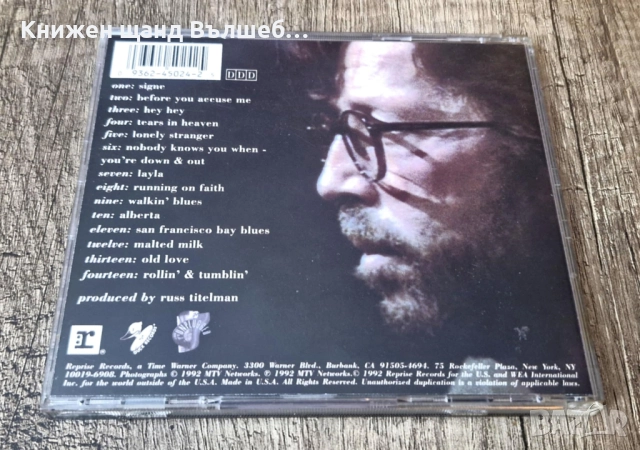 Книжен щанд Вълшеб...
9362-45024-2
DDD
one: signe
two: before you accuse me
three: hey hey
four: tears in heaven
five: lonely stranger
six: nobody knows you when -
you're down & out
seven: layla
eight: running on faith
nine: walkin' blues
ten: alberta
eleven: san francisco bay blues
twelve: malted milk
thirteen: old love
fourteen: rollin' & tumblin'
produced by russ titelman
Reprise Records, a Time Warner Company. 3300 Warner Blvd., Burbank, CA 91505-4694. 75 Rockefeller Plaza, New York, NY
10019-6908. Photographs © 1992 MTV Networks. ℗ 1992 MTV Networks. © 1992 Reprise Records for the U.S. and WEA International
Inc. for the world outside of the U.S.A. Made in U.S.A. All Rights Reserved. Unauthorized duplication is a violation of applicable laws.